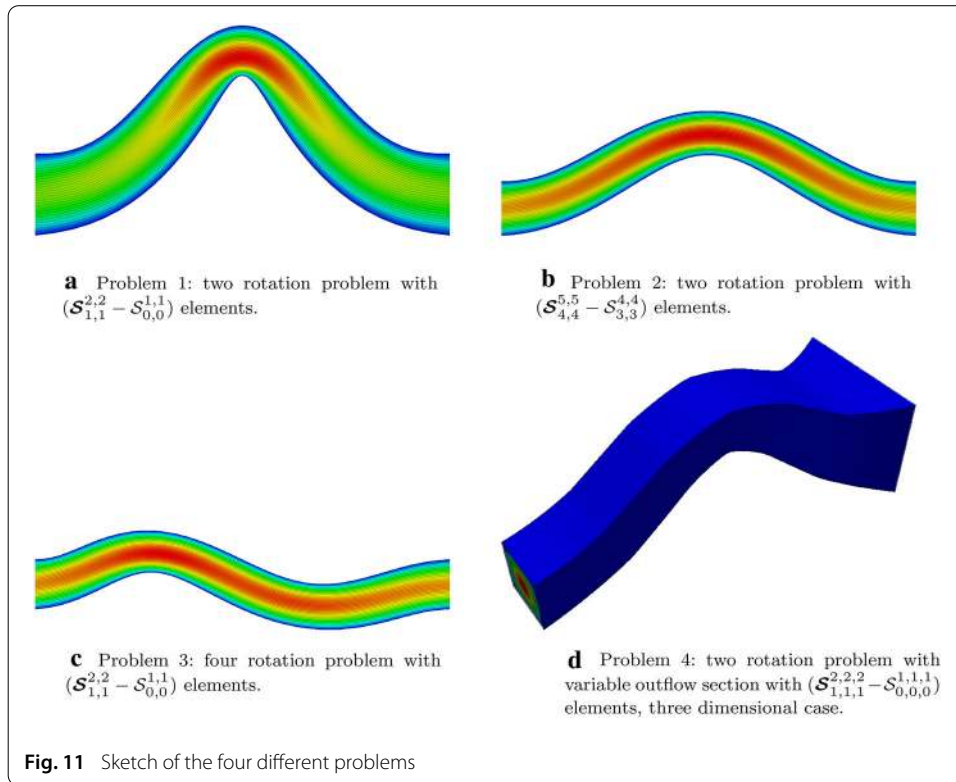 a Problem 1: two rotation problem with
(𝓢^{2,2}_{1,1} − 𝒮^{1,1}_{0,0}) elements.
b Problem 2: two rotation problem with
(𝓢^{5,5}_{4,4} − 𝒮^{4,4}_{3,3}) elements.
c Problem 3: four rotation problem with
(𝓢^{2,2}_{1,1} − 𝒮^{1,1}_{0,0}) elements.
d Problem 4: two rotation problem with
variable outflow section with (𝓢^{2,2,2}_{1,1,1} − 𝒮^{1,1,1}_{0,0,0})
elements, three dimensional case.
Fig. 11 Sketch of the four different problems